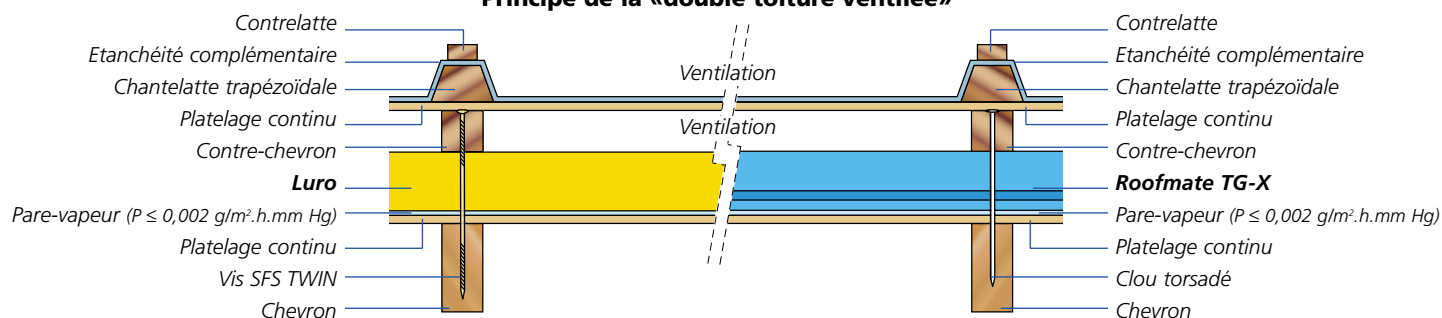 Principe de la «double toiture ventilée»
Contrelatte
Etanchéité complémentaire
Chantelatte trapézoïdale
Platelage continu
Contre-chevron
Luro
Pare-vapeur (P ≤ 0,002 g/m².h.mm Hg)
Platelage continu
Vis SFS TWIN
Chevron
Ventilation
Ventilation
Contrelatte
Etanchéité complémentaire
Chantelatte trapézoïdale
Platelage continu
Contre-chevron
Roofmate TG-X
Pare-vapeur (P ≤ 0,002 g/m².h.mm Hg)
Platelage continu
Clou torsadé
Chevron